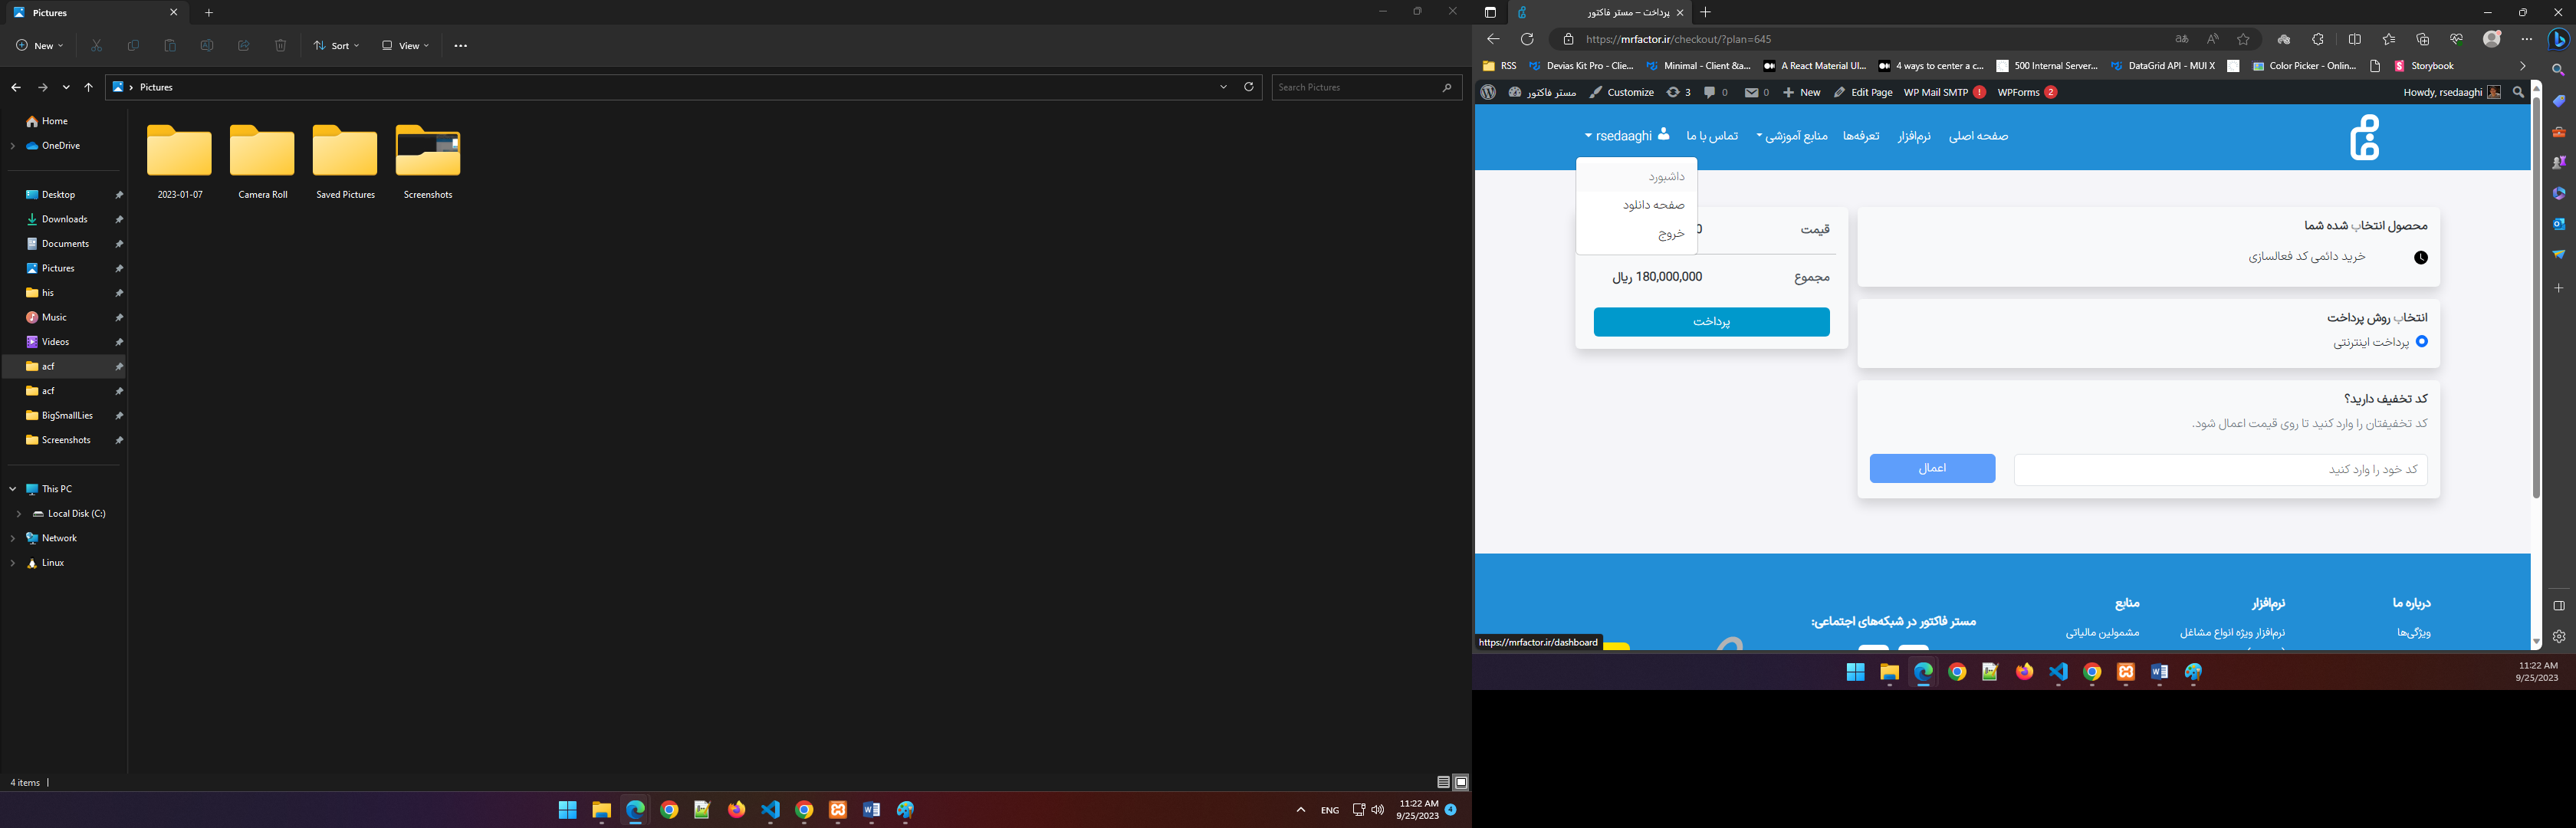 Pictures
New
Sort
View
Pictures
Search Pictures
Home
OneDrive
Desktop
Downloads
Documents
Pictures
his
Music
Videos
acf
acf
BigSmallLies
Screenshots
This PC
Local Disk (C:)
Network
Linux
2023-01-07
Camera Roll
Saved Pictures
Screenshots
4 items
ENG
11:22 AM
9/25/2023
4
پرداخت – مستر فاکتور
https://mrfactor.ir/checkout/?plan=645
RSS
Devias Kit Pro - Clie...
Minimal - Client &a...
A React Material UI...
4 ways to center a c...
500 Internal Server...
DataGrid API - MUI X
Color Picker - Onlin...
Storybook
مستر فاکتور
Customize
3
0
0
New
Edit Page
WP Mail SMTP
!
WPForms 2
Howdy, rsedaaghi
صفحه اصلی
نرم‌افزار
تعرفه‌ها
منابع آموزشی
تماس با ما
rsedaaghi
داشبورد
صفحه دانلود
خروج
محصول انتخاب شده شما
خرید دائمی کد فعالسازی
انتخاب روش پرداخت
پرداخت اینترنتی
کد تخفیف دارید؟
کد تخفیفتان را وارد کنید تا روی قیمت اعمال شود.
کد خود را وارد کنید
اعمال
قیمت
0
مجموع
180,000,000 ریال
پرداخت
درباره ما
ویژگی‌ها
نرم‌افزار
نرم‌افزار ویژه انواع مشاغل
منابع
مشمولین مالیاتی
مستر فاکتور در شبکه‌های اجتماعی:
https://mrfactor.ir/dashboard
11:22 AM
9/25/2023